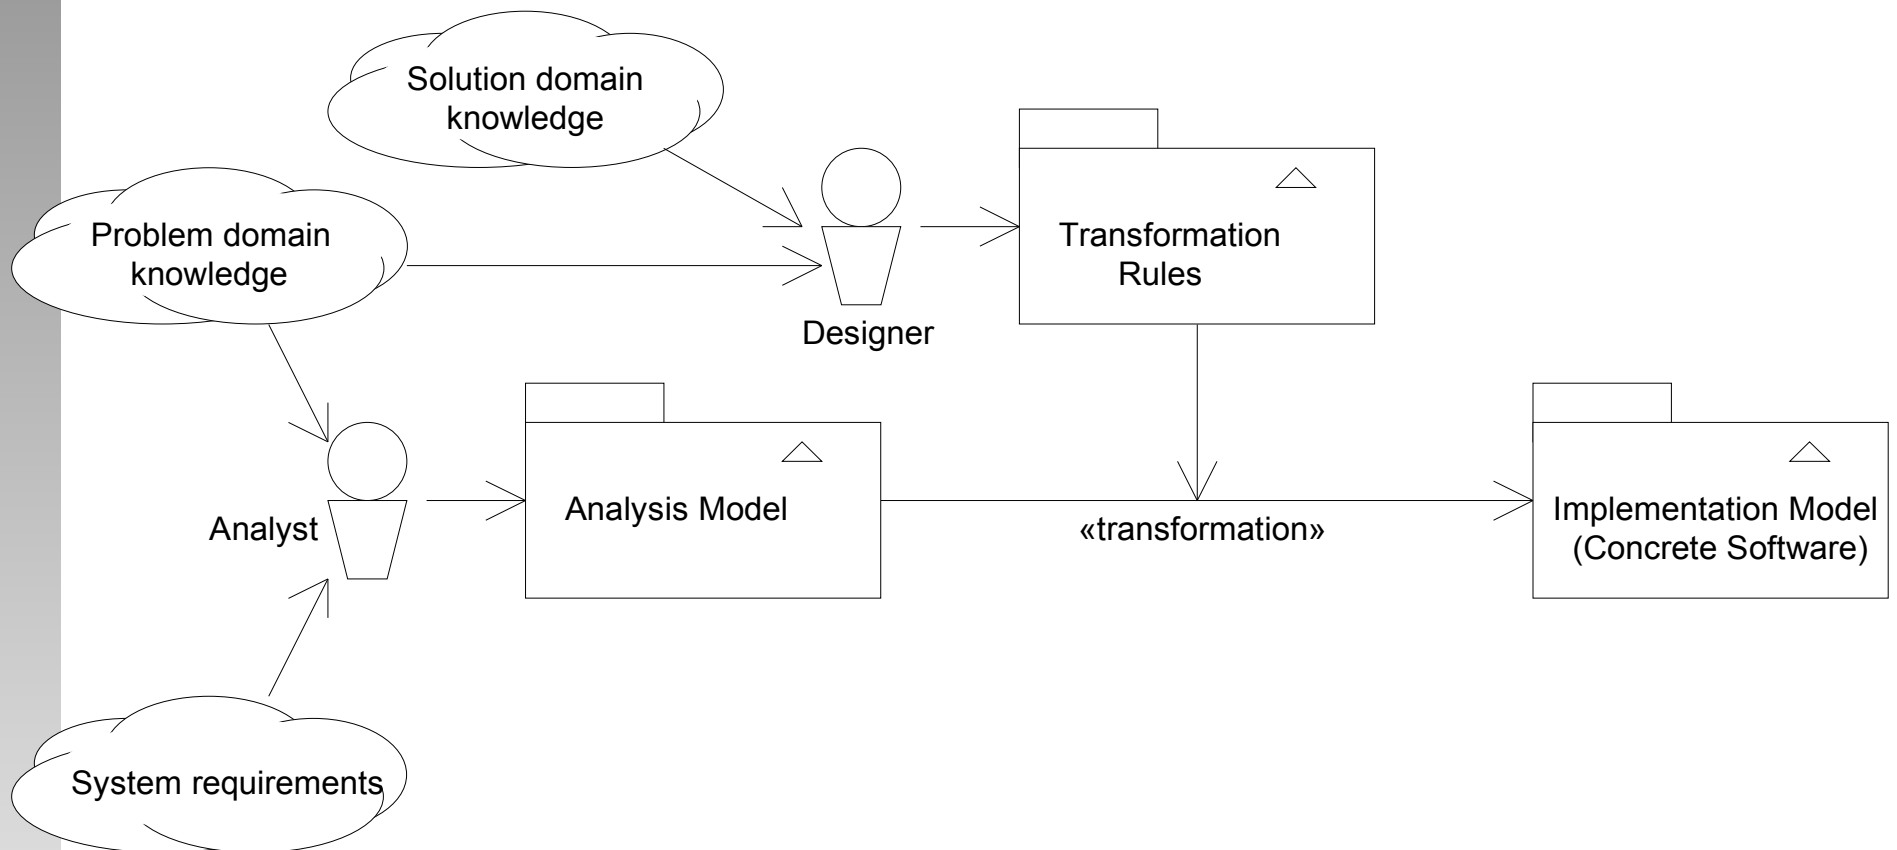 Solution domain
knowledge
Problem domain
knowledge
Transformation
Rules
Designer
Analyst
Analysis Model
«transformation»
Implementation Model
(Concrete Software)
System requirements